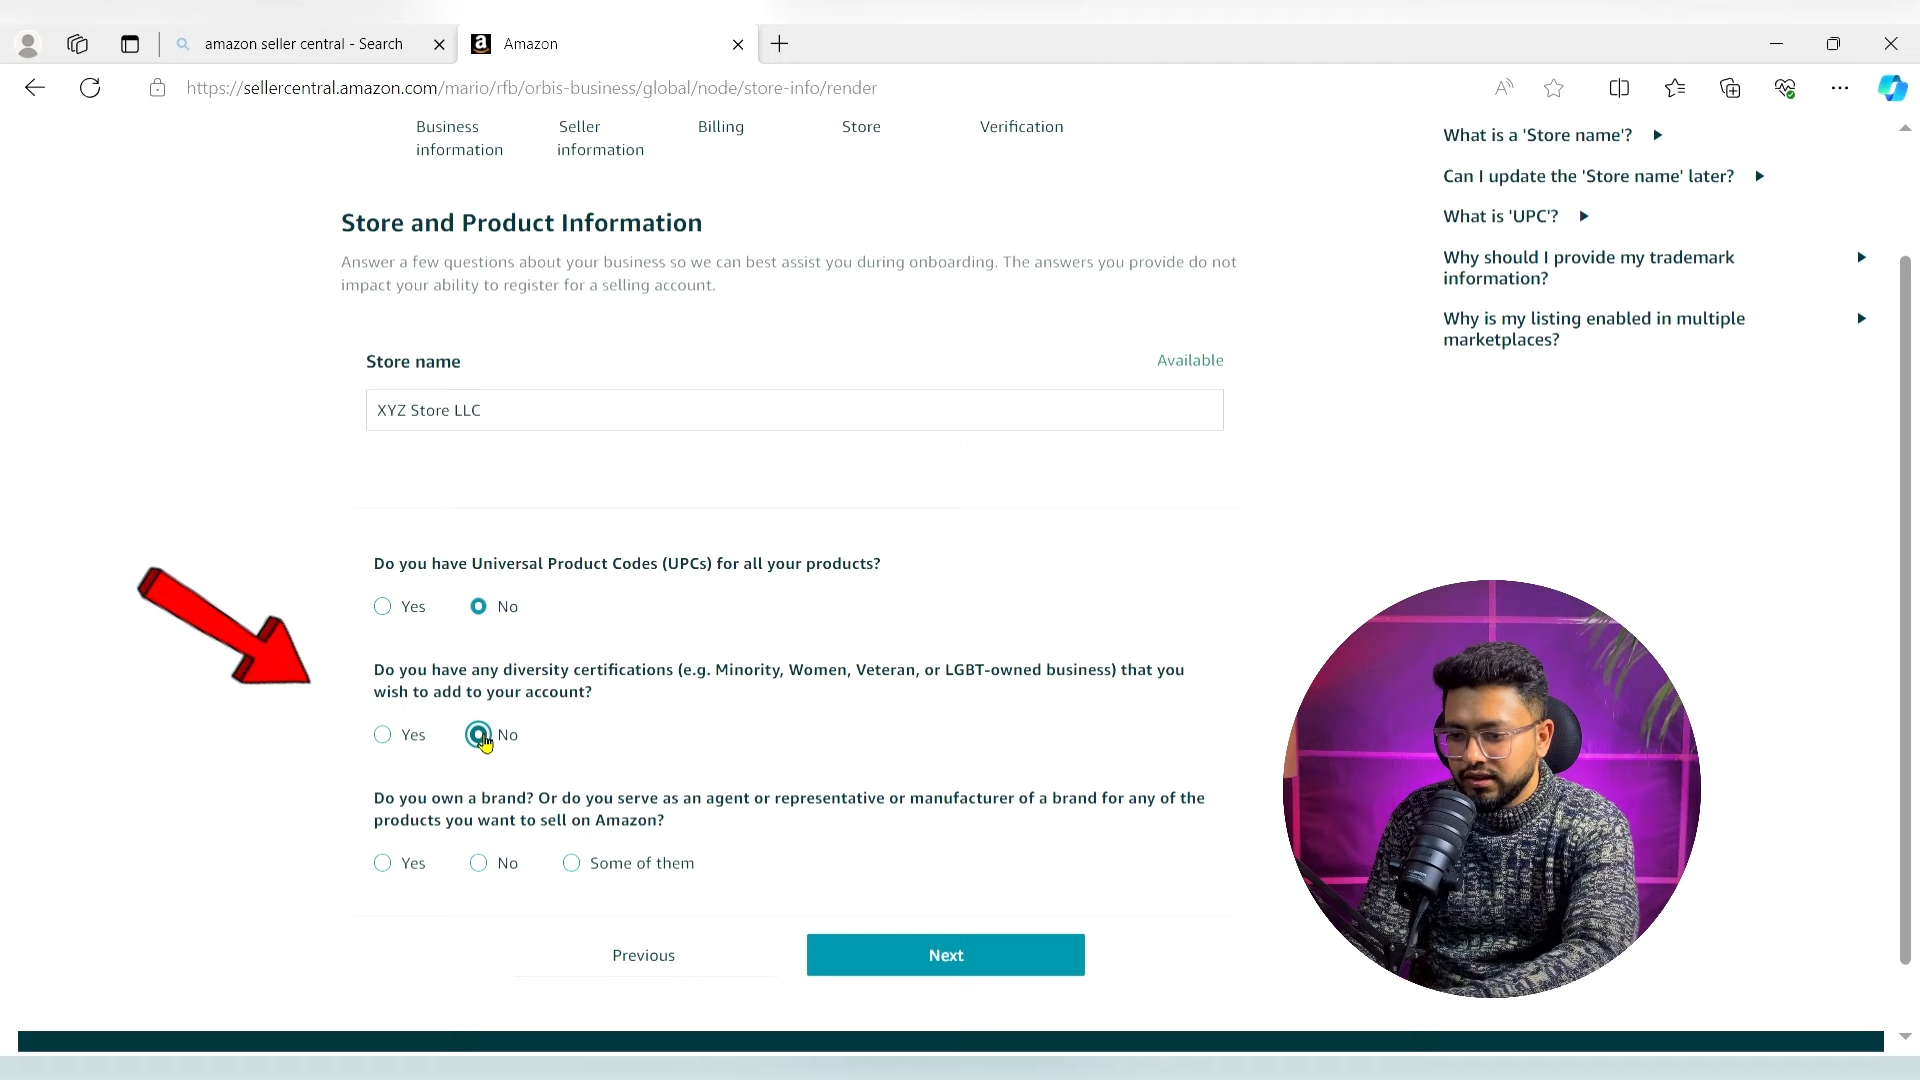 amazon seller central - Search
Amazon
https://sellercentral.amazon.com/mario/rfb/orbis-business/global/node/store-info/render
Business information
Seller information
Billing
Store
Verification
Store and Product Information
Answer a few questions about your business so we can best assist you during onboarding. The answers you provide do not
impact your ability to register for a selling account.
Store name
Available
XYZ Store LLC
Do you have Universal Product Codes (UPCs) for all your products?
Yes No
Do you have any diversity certifications (e.g. Minority, Women, Veteran, or LGBT-owned business) that you
wish to add to your account?
Yes No
Do you own a brand? Or do you serve as an agent or representative or manufacturer of a brand for any of the
products you want to sell on Amazon?
Yes No Some of them
Previous
Next
What is a 'Store name'?
Can I update the 'Store name' later?
What is 'UPC'?
Why should I provide my trademark
information?
Why is my listing enabled in multiple
marketplaces?